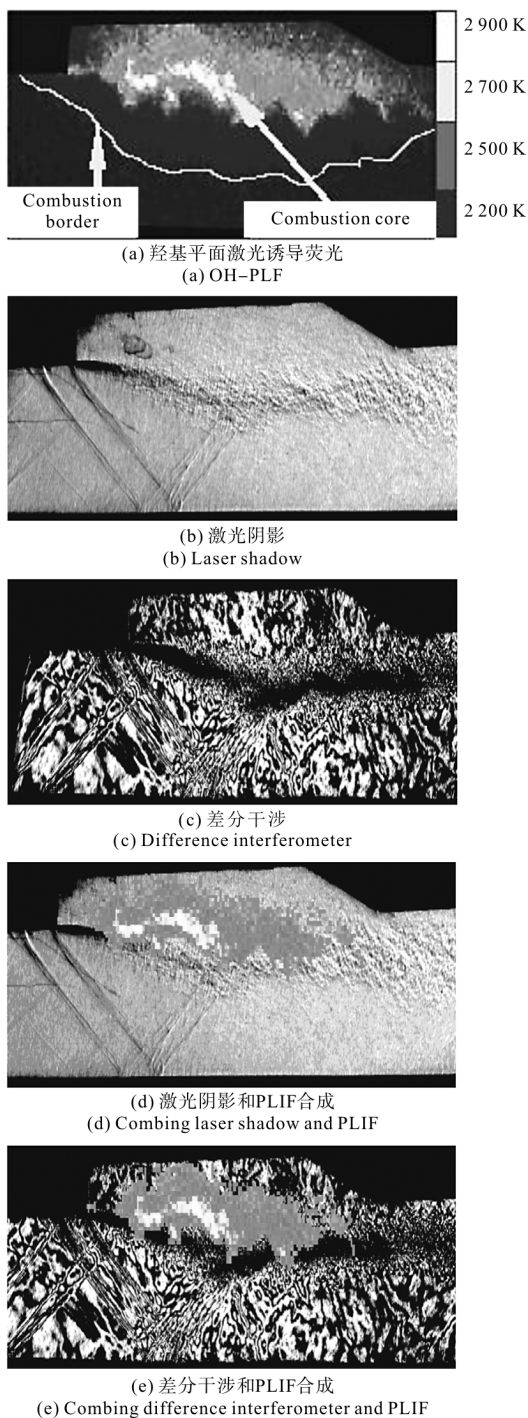 2 900 K
2 700 K
2 500 K
2 200 K
Combustion
border
Combustion core
(a) 羟基平面激光诱导荧光
(a) OH-PLF
(b) 激光阴影
(b) Laser shadow
(c) 差分干涉
(c) Difference interferometer
(d) 激光阴影和PLIF合成
(d) Combing laser shadow and PLIF
(e) 差分干涉和PLIF合成
(e) Combing difference interferometer and PLIF